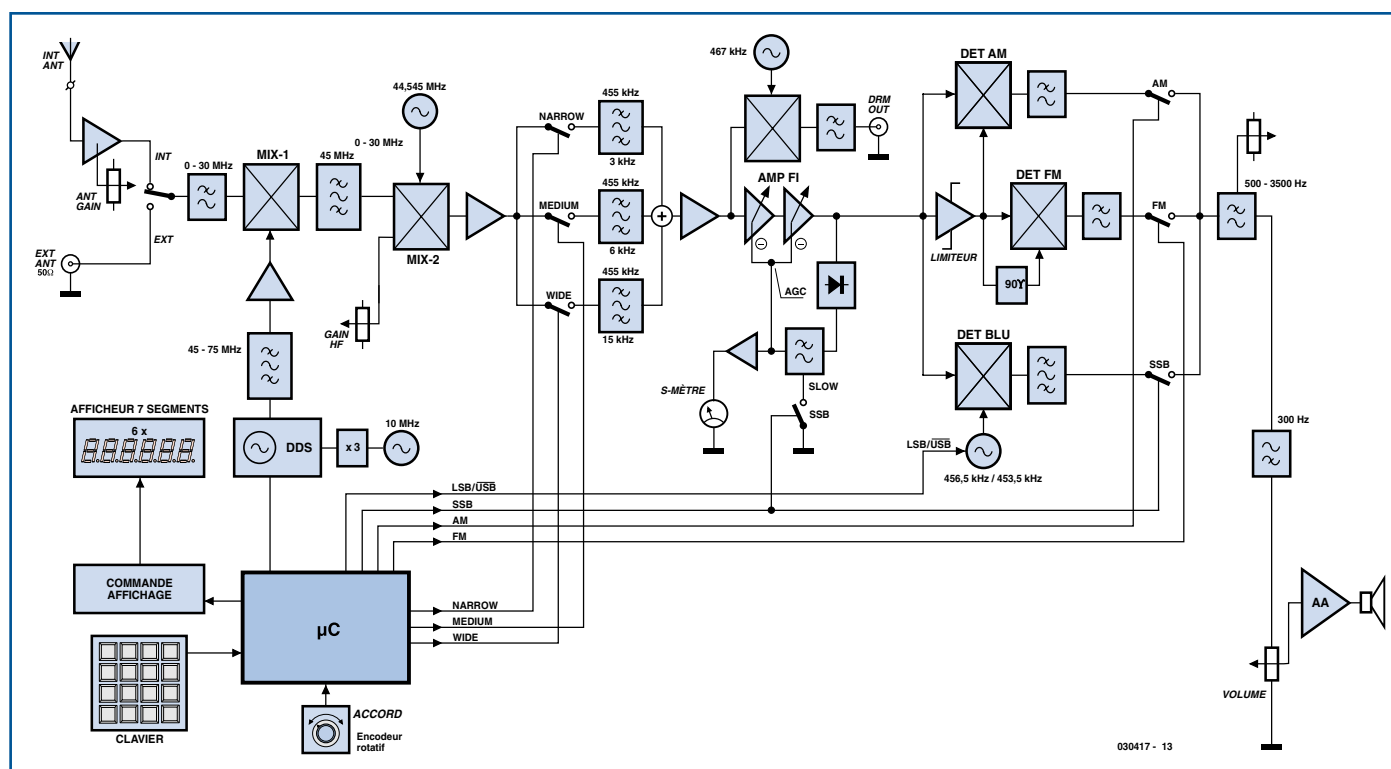 INT
ANT
ANT
GAIN
INT
EXT
EXT
ANT
50Ω
0 - 30 MHz
MIX-1
45 MHz
44,545 MHz
0 - 30 MHz
MIX-2
GAIN
HF
45 - 75 MHz
AFFICHEUR 7 SEGMENTS
6 x
DDS
x 3
10 MHz
NARROW
455 kHz
3 kHz
MEDIUM
455 kHz
6 kHz
WIDE
455 kHz
15 kHz
467 kHz
DRM
OUT
AMP FI
AGC
S-MÈTRE
SLOW
SSB
DET AM
AM
LIMITEUR
DET FM
90ϒ
FM
DET BLU
SSB
LSB/U̅S̅B̅
456,5 kHz / 453,5 kHz
500 - 3500 Hz
300 Hz
LSB/U̅S̅B̅
SSB
AM
FM
COMMANDE
AFFICHAGE
µC
NARROW
MEDIUM
WIDE
CLAVIER
ACCORD
Encodeur
rotatif
AA
VOLUME
030417 - 13